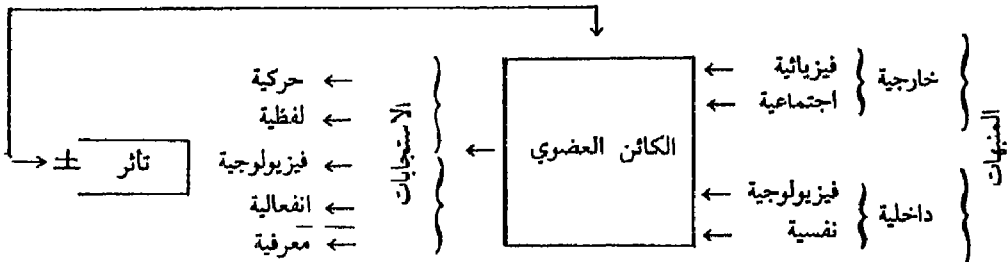 المنبهات
خارجية
فيزيائية
اجتماعية
داخلية
فيزيولوجية
نفسية
الكائن العضوي
الاستجابات
حركية
لفظية
فيزيولوجية
انفعالية
معرفية
تأثر
±